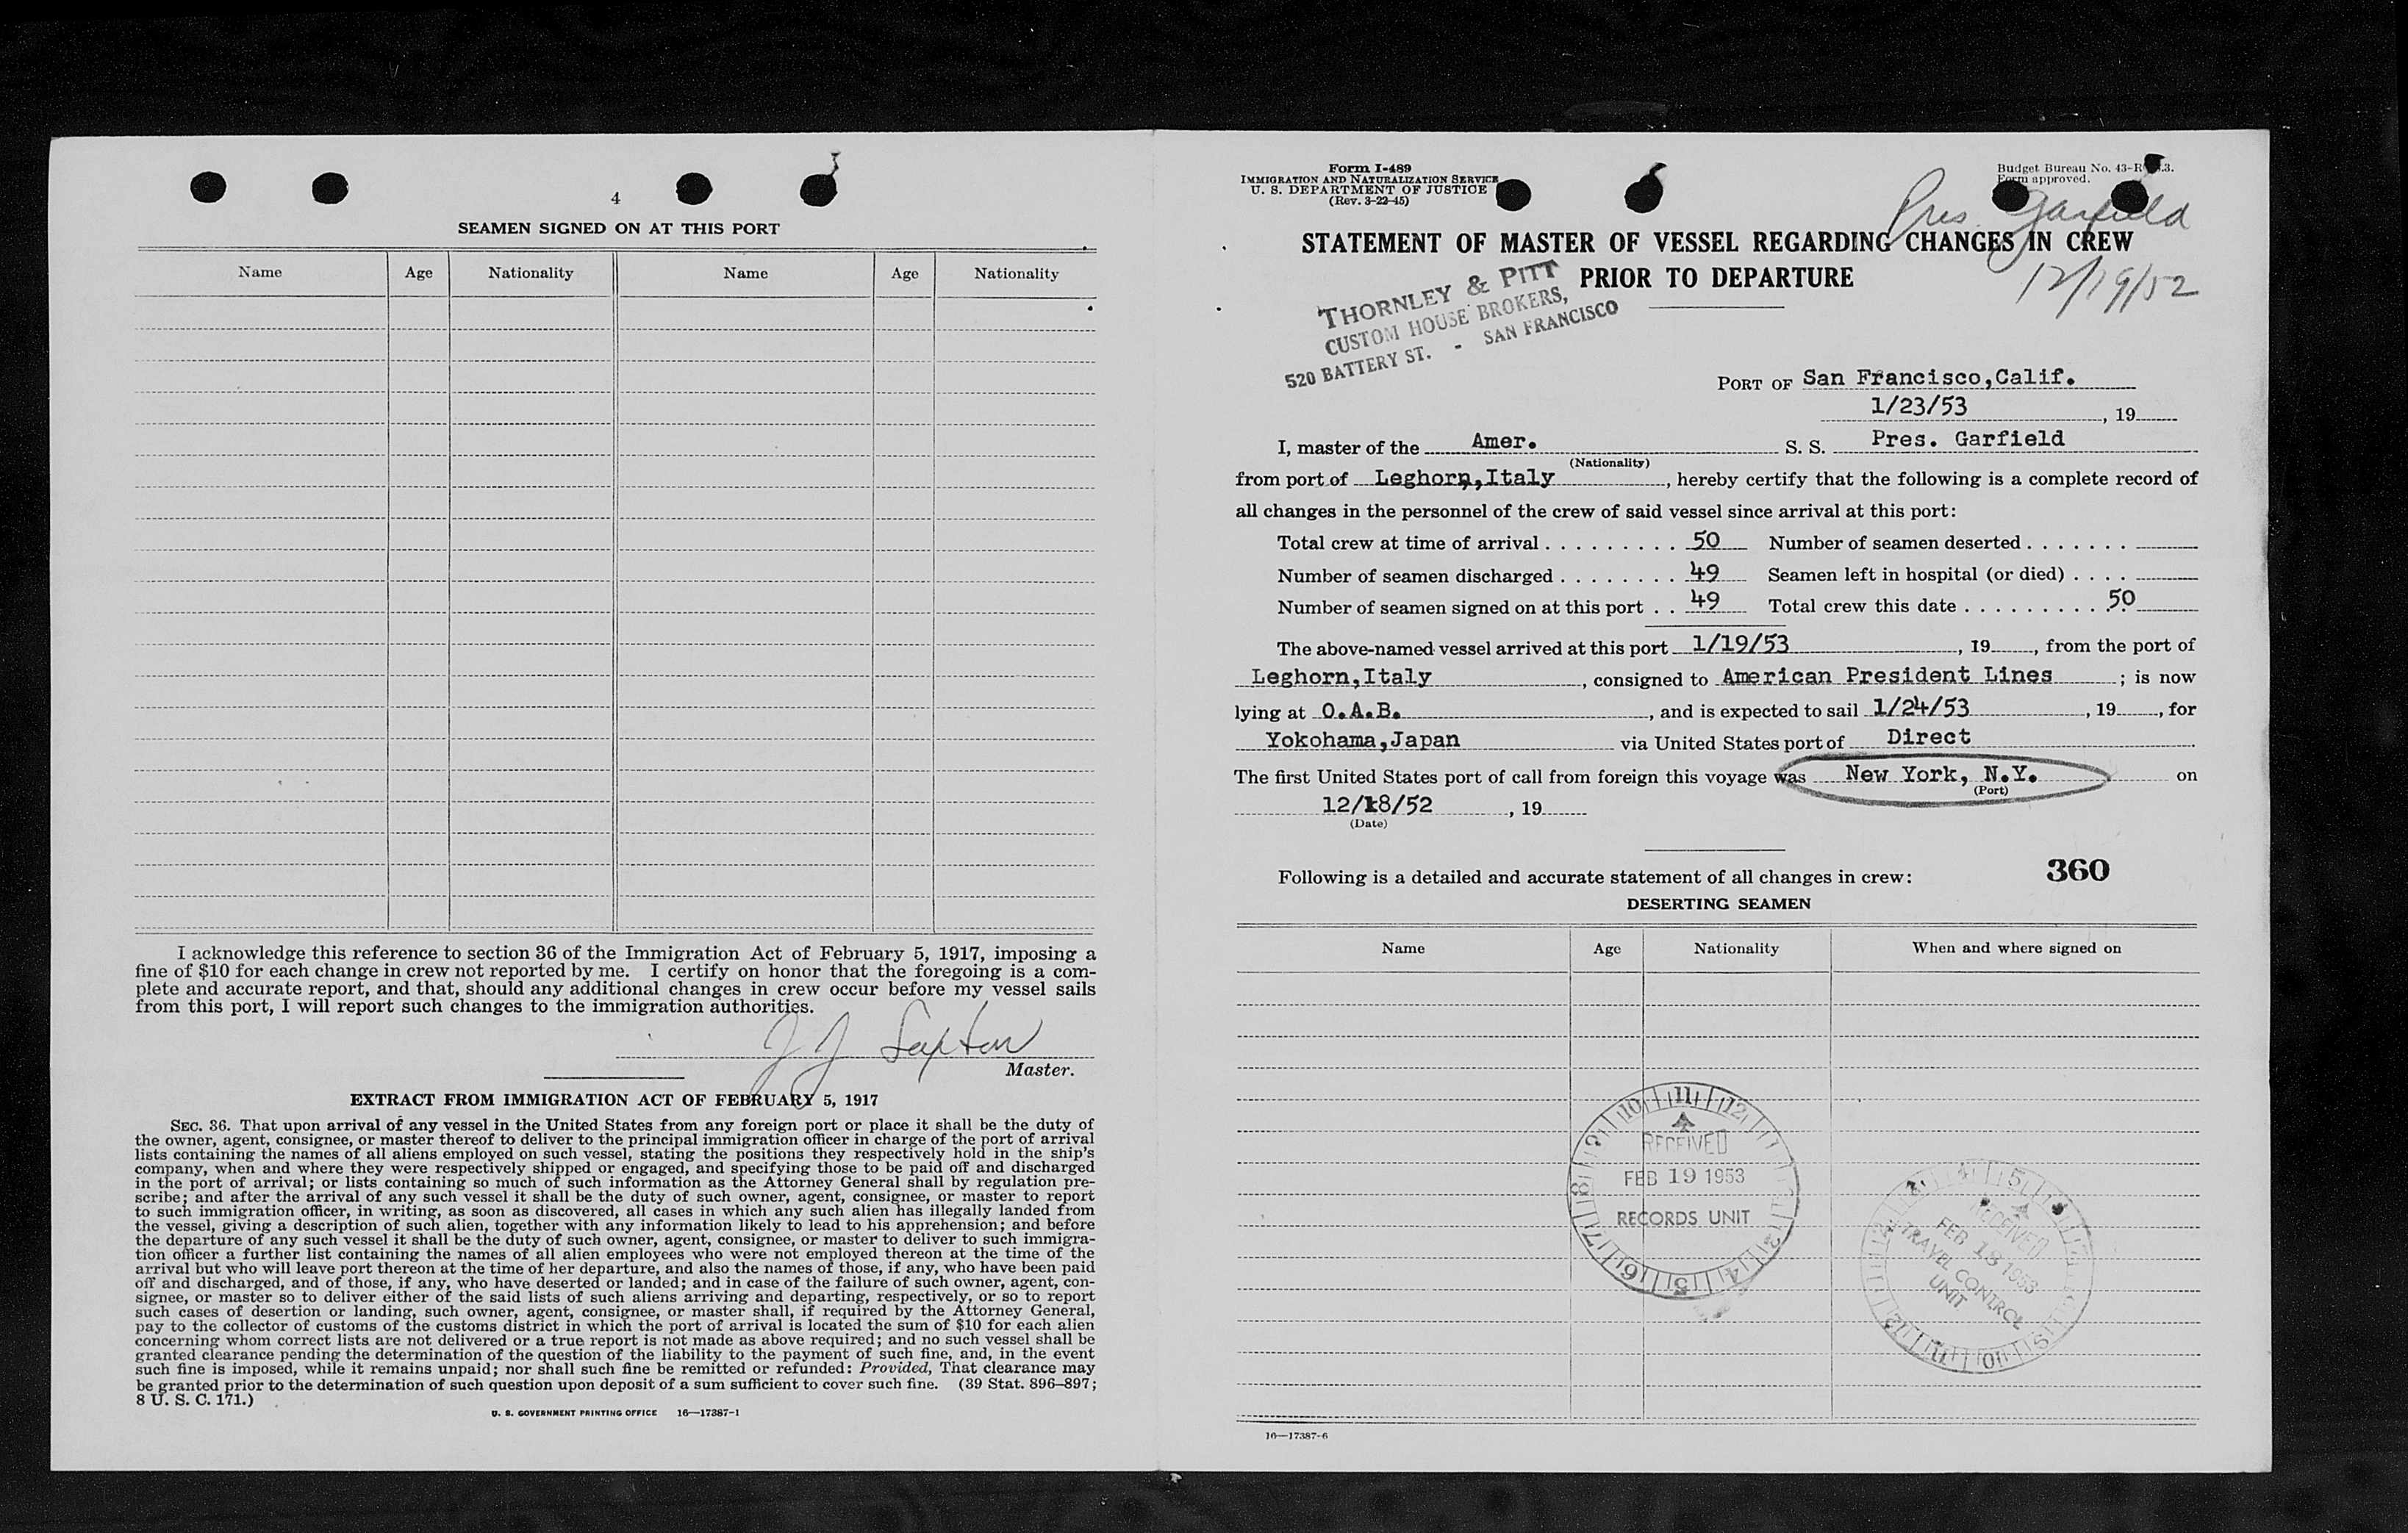 4
SEAMEN SIGNED ON AT THIS PORT
Name Age Nationality Name Age Nationality
I acknowledge this reference to section 36 of the Immigration Act of February 5, 1917, imposing a
fine of $10 for each change in crew not reported by me. I certify on honor that the foregoing is a com-
plete and accurate report, and that, should any additional changes in crew occur before my vessel sails
from this port, I will report such changes to the immigration authorities.
J J
Master.
EXTRACT FROM IMMIGRATION ACT OF FEBRUARY 5, 1917
SEC. 36. That upon arrival of any vessel in the United States from any foreign port or place it shall be the duty of
the owner, agent, consignee, or master thereof to deliver to the principal immigration officer in charge of the port of arrival
lists containing the names of all aliens employed on such vessel, stating the positions they respectively hold in the ship's
company, when and where they were respectively shipped or engaged, and specifying those to be paid off and discharged
in the port of arrival; or lists containing so much of such information as the Attorney General shall by regulation pre-
scribe; and after the arrival of any such vessel it shall be the duty of such owner, agent, consignee, or master to report
to such immigration officer, in writing, as soon as discovered, all cases in which any such alien has illegally landed from
the vessel, giving a description of such alien, together with any information likely to lead to his apprehension; and before
the departure of any such vessel it shall be the duty of such owner, agent, consignee, or master to deliver to such immigra-
tion officer a further list containing the names of all alien employees who were not employed thereon at the time of the
arrival but who will leave port thereon at the time of her departure, and also the names of those, if any, who have been paid
off and discharged, and of those, if any, who have deserted or landed; and in case of the failure of such owner, agent, con-
signee, or master so to deliver either of the said lists of such aliens arriving and departing, respectively, or so to report
such cases of desertion or landing, such owner, agent, consignee, or master shall, if required by the Attorney General,
pay to the collector of customs of the customs district in which the port of arrival is located the sum of $10 for each alien
concerning whom correct lists are not delivered or a true report is not made as above required; and no such vessel shall be
granted clearance pending the determination of the question of the liability to the payment of such fine, and, in the event
such fine is imposed, while it remains unpaid; nor shall such fine be remitted or refunded: Provided, That clearance may
be granted prior to the determination of such question upon deposit of a sum sufficient to cover such fine. (39 Stat. 896–897;
8 U. S. C. 171.)
U. S. GOVERNMENT PRINTING OFFICE 16—17387-1
Form I-489
IMMIGRATION AND NATURALIZATION SERVICE
U. S. DEPARTMENT OF JUSTICE
(Rev. 3-22-45)
Budget Bureau No. 43-R
Form approved.
Pres. Garfield
12/19/52
STATEMENT OF MASTER OF VESSEL REGARDING CHANGES IN CREW
PRIOR TO DEPARTURE
THORNLEY & PITT
CUSTOM HOUSE BROKERS,
520 BATTERY ST. - SAN FRANCISCO
PORT OF San Francisco,Calif.
1/23/53, 19
I, master of the Amer. S. S. Pres. Garfield
(Nationality)
from port of Leghorn,Italy, hereby certify that the following is a complete record of
all changes in the personnel of the crew of said vessel since arrival at this port:
Total crew at time of arrival . . . . . . . . . 50 Number of seamen deserted . . . . . . .
Number of seamen discharged . . . . . . . . 49 Seamen left in hospital (or died) . . . .
Number of seamen signed on at this port . . 49 Total crew this date . . . . . . . . . . 50
The above-named vessel arrived at this port 1/19/53, 19, from the port of
Leghorn,Italy, consigned to American President Lines; is now
lying at O.A.B., and is expected to sail 1/24/53, 19, for
Yokohama,Japan via United States port of Direct
The first United States port of call from foreign this voyage was New York, N.Y. on
(Port)
12/18/52, 19
(Date)
Following is a detailed and accurate statement of all changes in crew: 360
DESERTING SEAMEN
Name Age Nationality When and where signed on
RECEIVED
FEB 19 1953
RECORDS UNIT
RECEIVED
FEB 18 1953
TRAVEL CONTROL
UNIT
16—17387-6